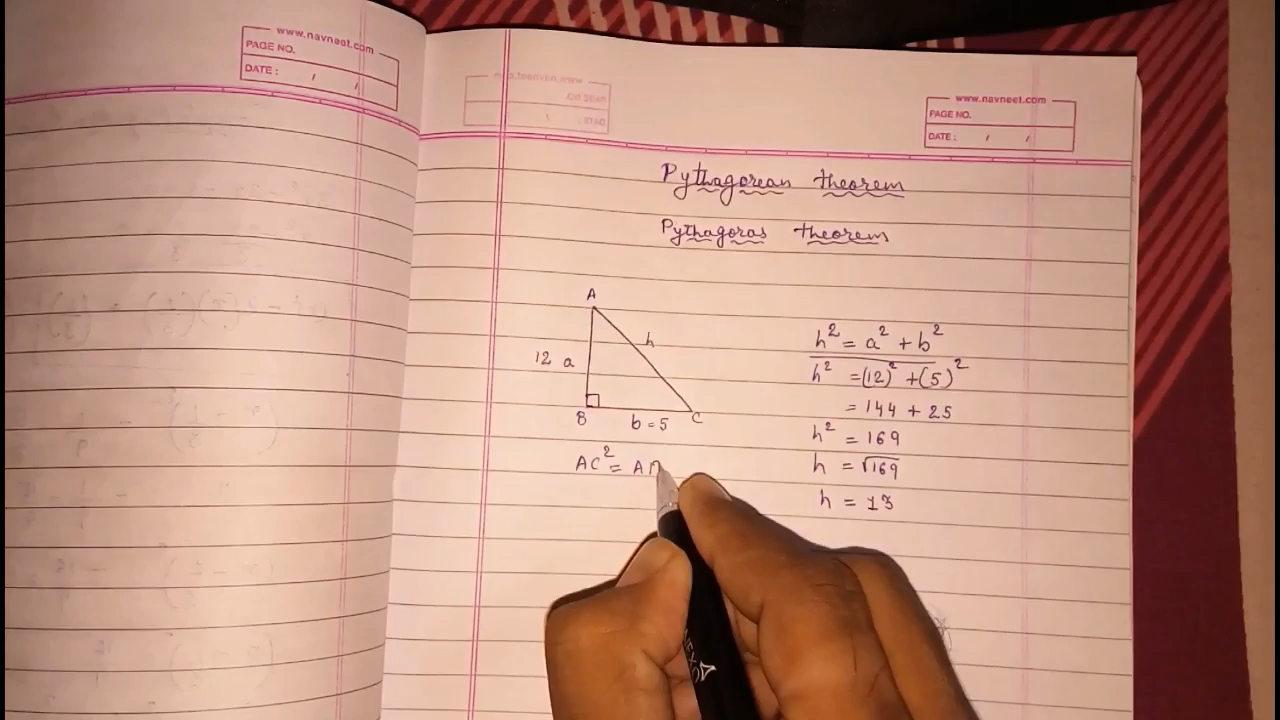 www.navneet.com
PAGE NO.
DATE : / /
www.navneet.com
PAGE NO.
DATE : / /
Pythagorean theorem
Pythagoras theorem
A
h
12 a
B
b = 5
C
AC² = A
h² = a² + b²
h² = (12)² + (5)²
= 144 + 25
h² = 169
h = √169
h = 13